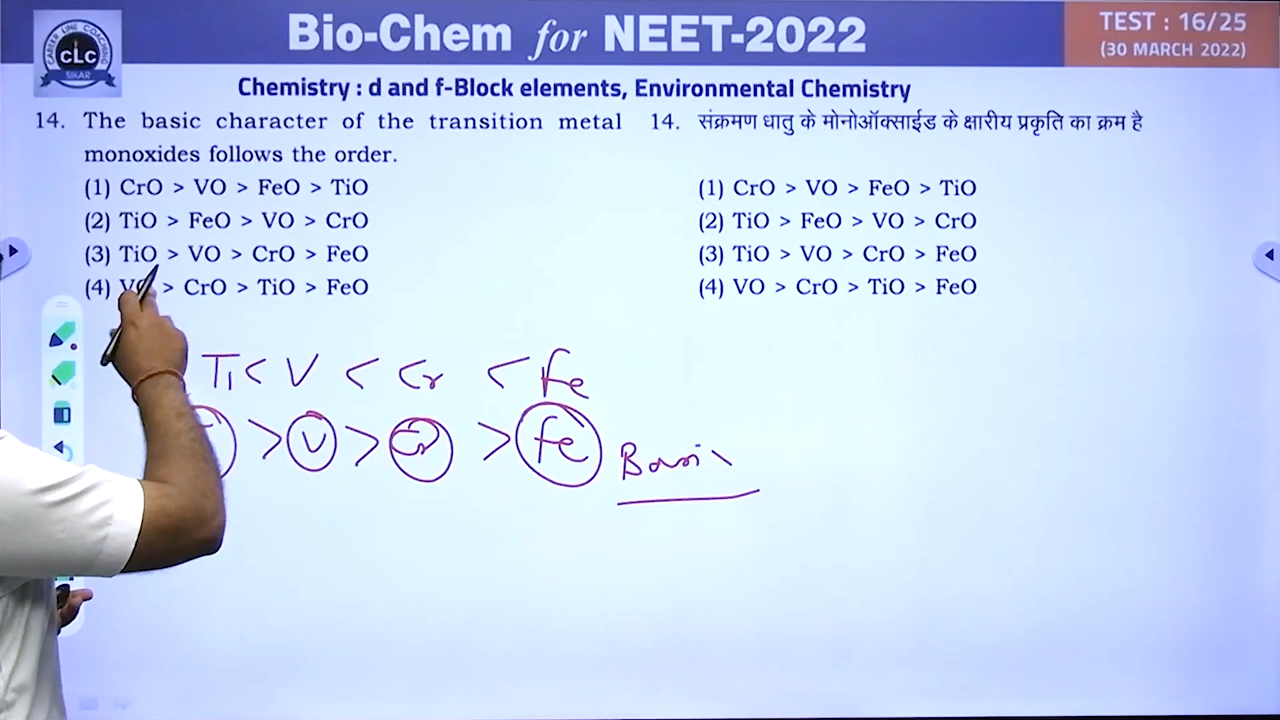 Bio-Chem for NEET-2022
TEST : 16/25
(30 MARCH 2022)
CAREER LINE COACHING
CLC
SIKAR
Chemistry : d and f-Block elements, Environmental Chemistry
14. The basic character of the transition metal
monoxides follows the order.
(1) CrO > VO > FeO > TiO
(2) TiO > FeO > VO > CrO
(3) TiO > VO > CrO > FeO
(4) VO > CrO > TiO > FeO
14. संक्रमण धातु के मोनोऑक्साईड के क्षारीय प्रकृति का क्रम है
(1) CrO > VO > FeO > TiO
(2) TiO > FeO > VO > CrO
(3) TiO > VO > CrO > FeO
(4) VO > CrO > TiO > FeO
Ti < V < Cr < Fe
> V > Cr > Fe